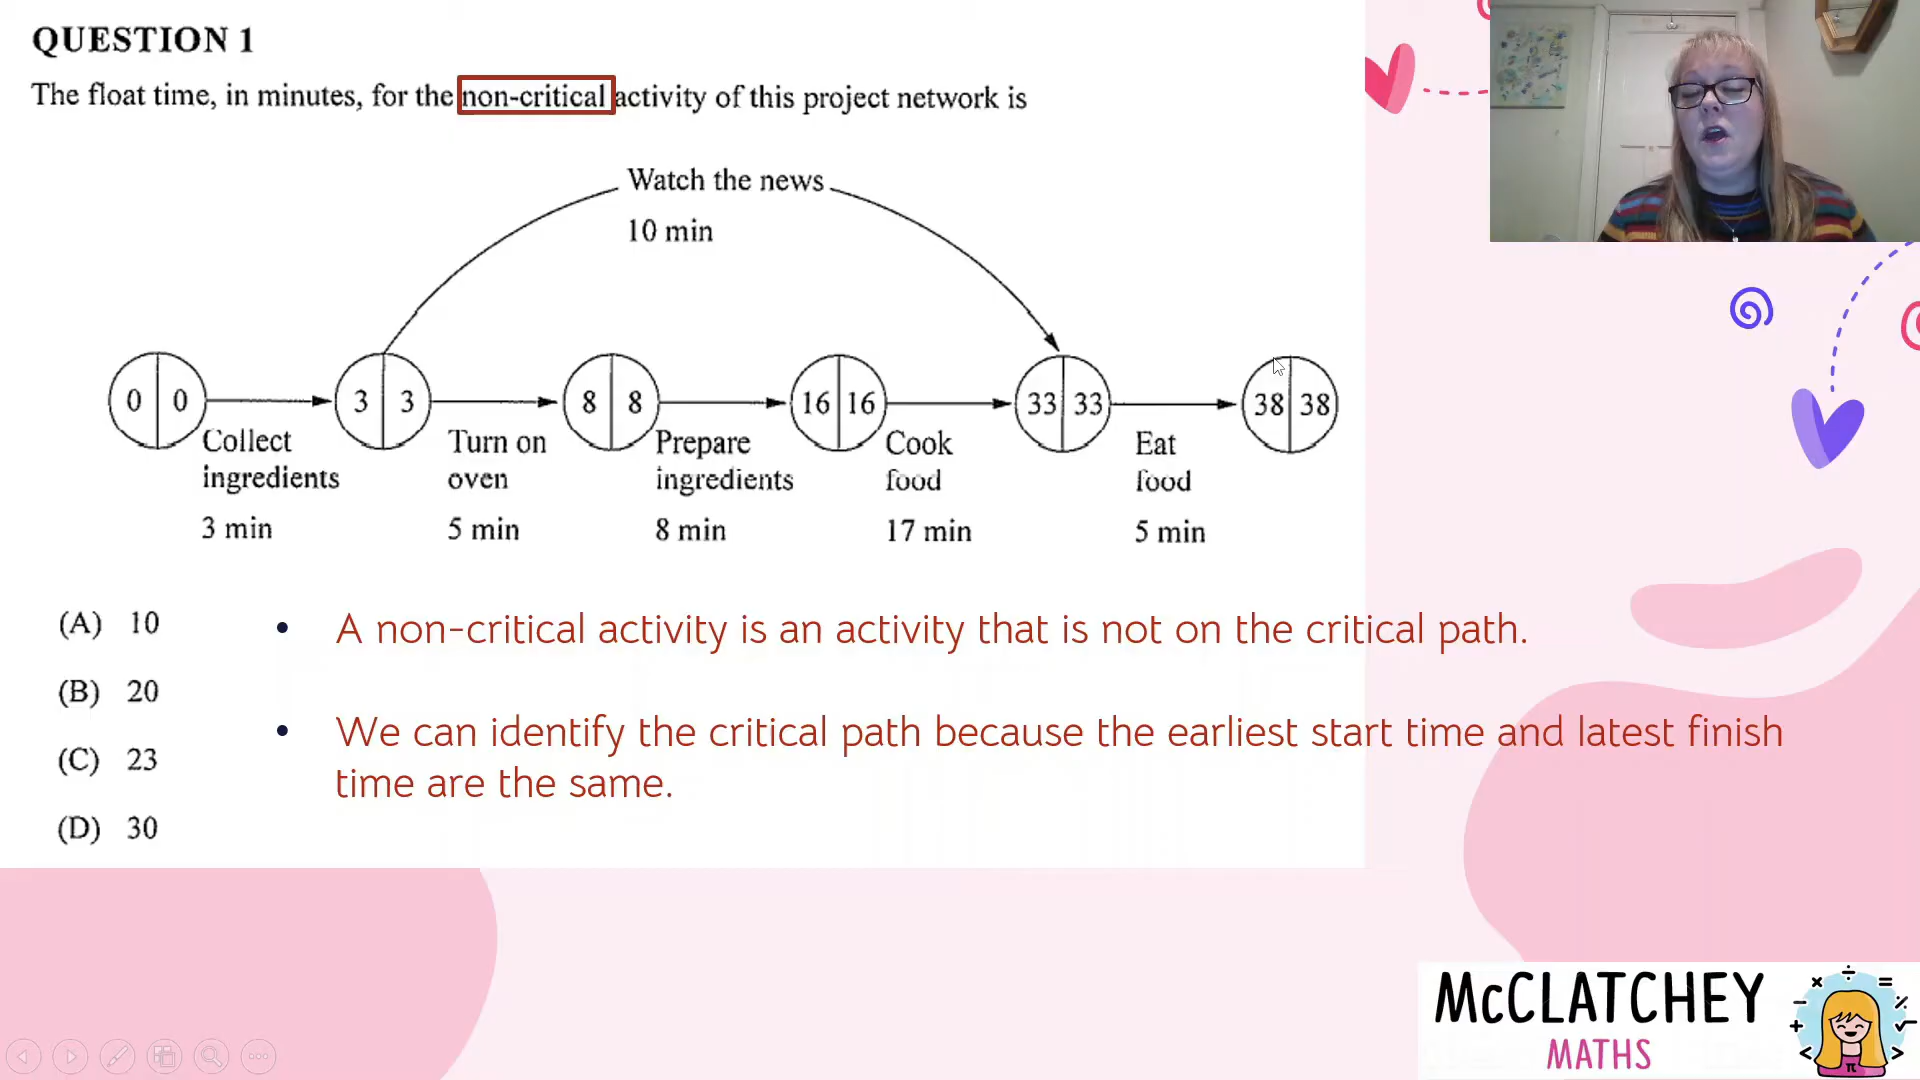 QUESTION 1
The float time, in minutes, for the non-critical activity of this project network is
Watch the news
10 min
0 0
3 3
8 8
16 16
33 33
38 38
Collect
ingredients
3 min
Turn on
oven
5 min
Prepare
ingredients
8 min
Cook
food
17 min
Eat
food
5 min
(A) 10
(B) 20
(C) 23
(D) 30
• A non-critical activity is an activity that is not on the critical path.
• We can identify the critical path because the earliest start time and latest finish
time are the same.
McCLATCHEY
MATHS